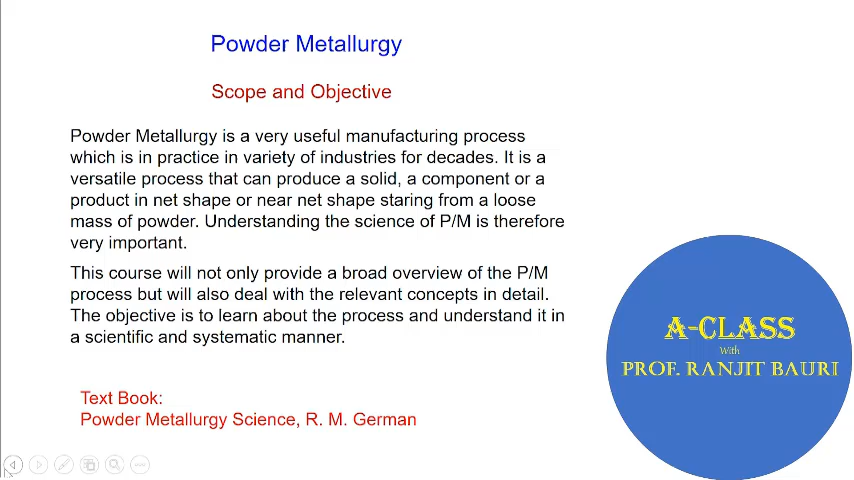 Powder Metallurgy
Scope and Objective
Powder Metallurgy is a very useful manufacturing process
which is in practice in variety of industries for decades. It is a
versatile process that can produce a solid, a component or a
product in net shape or near net shape staring from a loose
mass of powder. Understanding the science of P/M is therefore
very important.
This course will not only provide a broad overview of the P/M
process but will also deal with the relevant concepts in detail.
The objective is to learn about the process and understand it in
a scientific and systematic manner.
A-CLASS
With
PROF. RANJIT BAURI
Text Book:
Powder Metallurgy Science, R. M. German